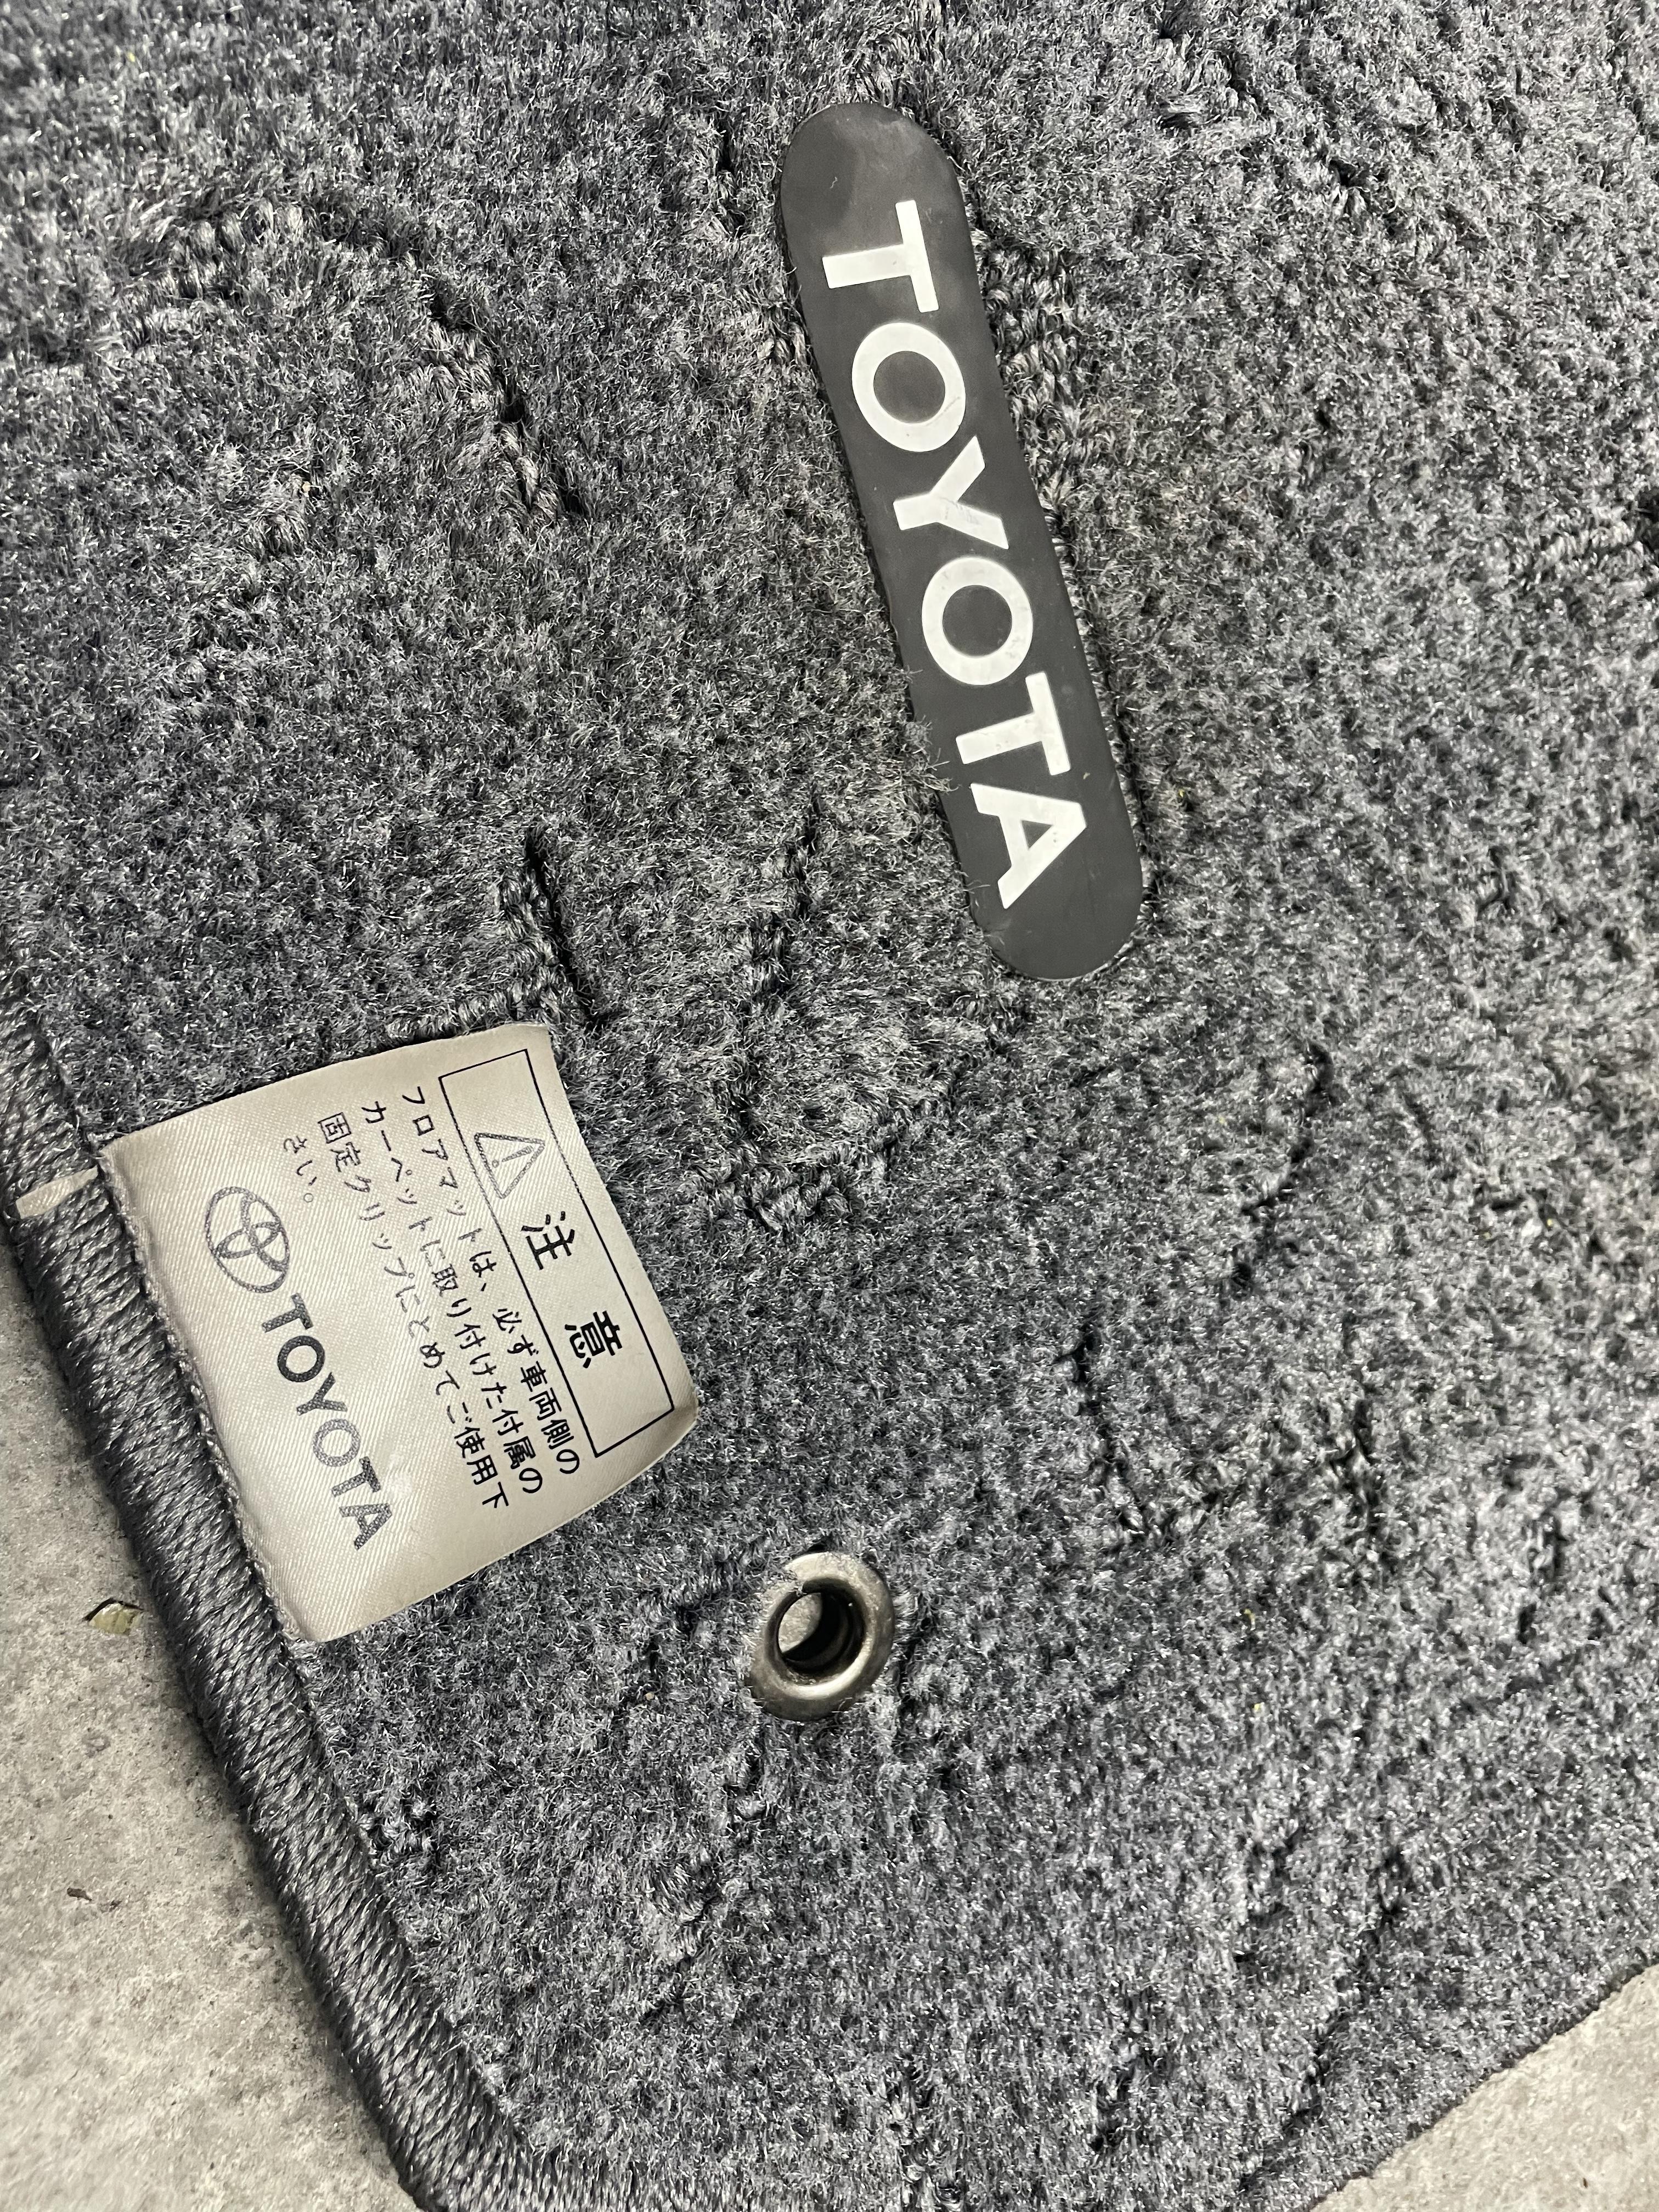 TOYOTA
注 意
フロアマットは、必ず車両側の
カーペットに取り付けた付属の
固定クリップにとめてご使用下
さい。
TOYOTA